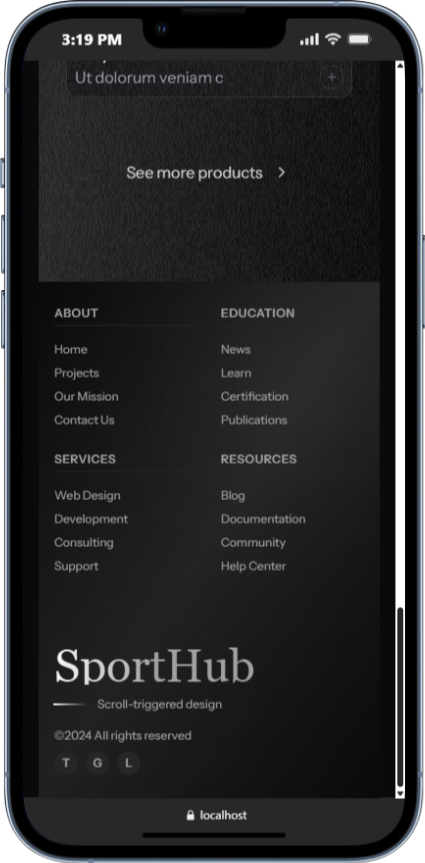 3:19 PM
Ut dolorum veniam c
See more products
ABOUT
Home
Projects
Our Mission
Contact Us
EDUCATION
News
Learn
Certification
Publications
SERVICES
Web Design
Development
Consulting
Support
RESOURCES
Blog
Documentation
Community
Help Center
SportHub
Scroll-triggered design
©2024 All rights reserved
T G L
localhost